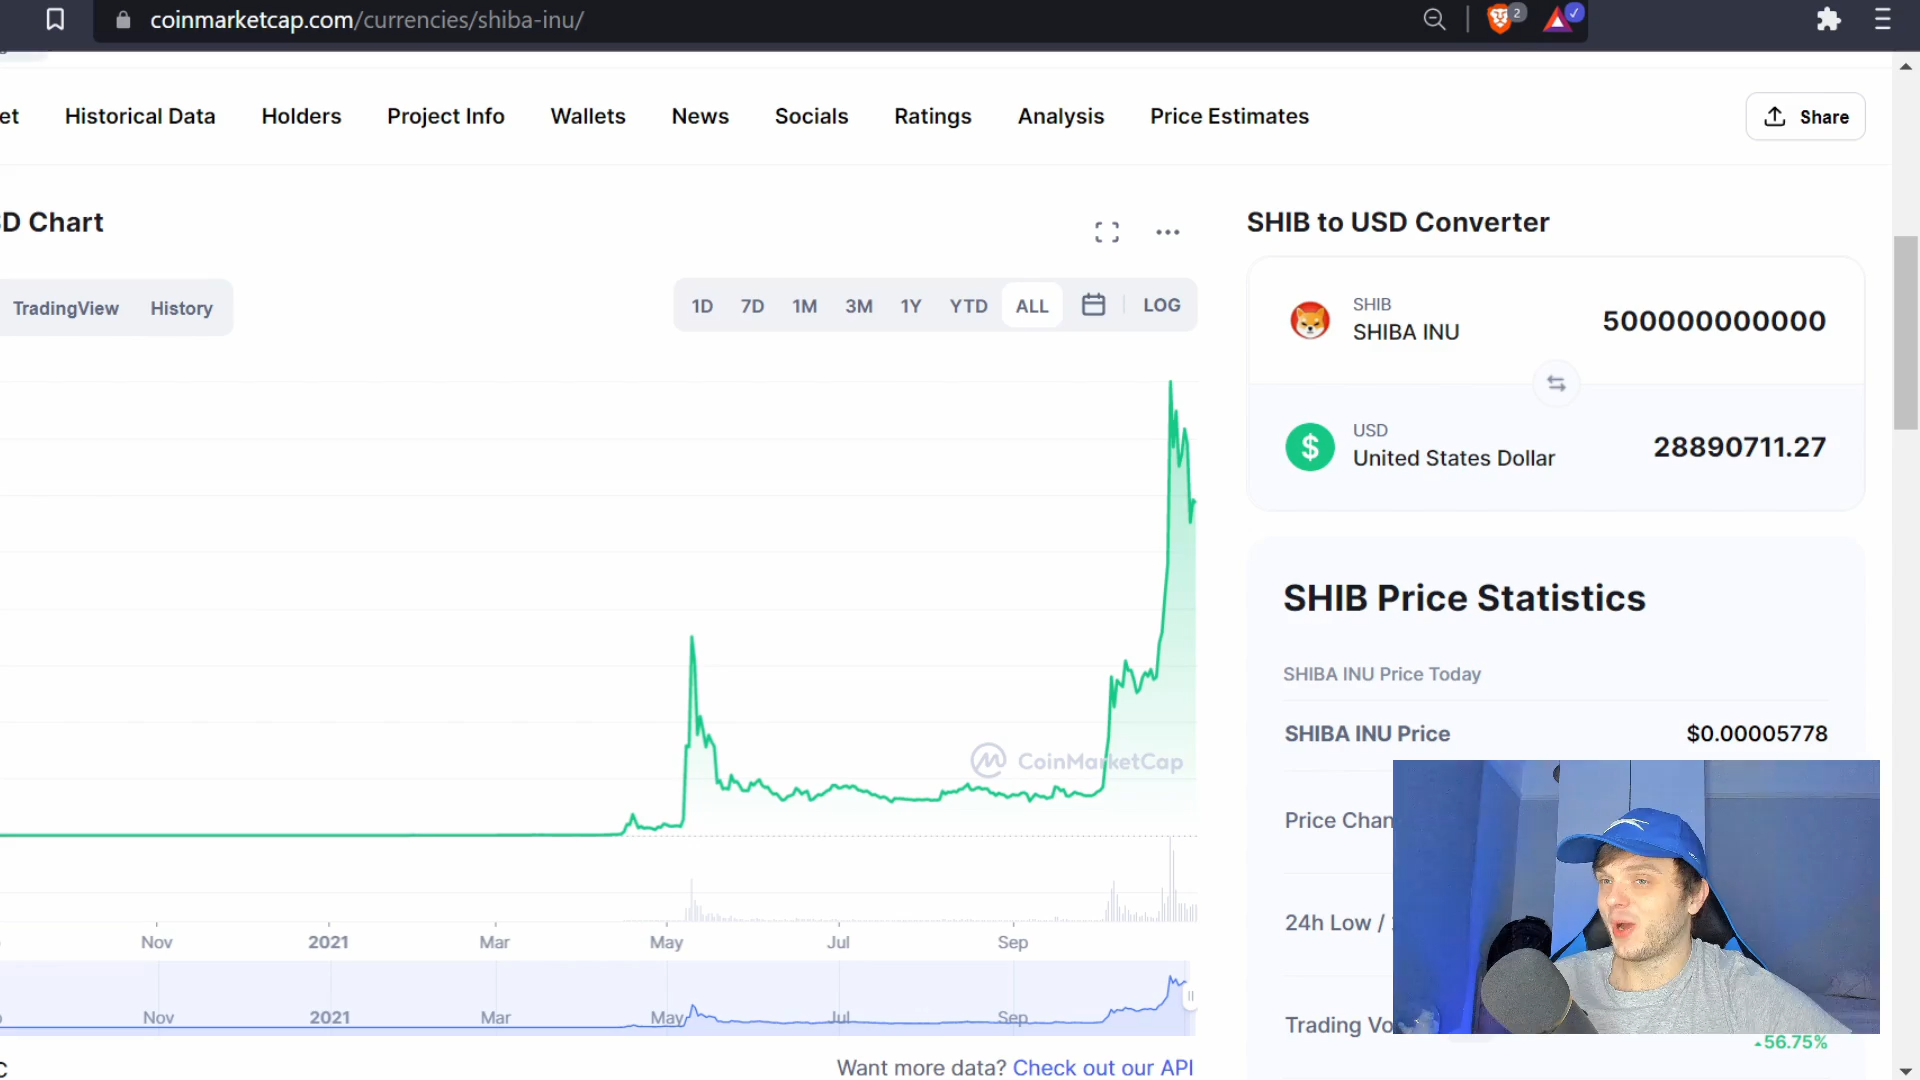 coinmarketcap.com/currencies/shiba-inu/
2
et Historical Data Holders Project Info Wallets News Socials Ratings Analysis Price Estimates Share
D Chart
TradingView History
1D 7D 1M 3M 1Y YTD ALL LOG
CoinMarketCap
Nov 2021 Mar May Jul Sep
Nov 2021 Mar May Jul Sep
Want more data? Check out our API
SHIB to USD Converter
SHIB
SHIBA INU 500000000000
USD
United States Dollar 28890711.27
SHIB Price Statistics
SHIBA INU Price Today
SHIBA INU Price $0.00005778
Price Chan
24h Low /
Trading Vo
56.75%